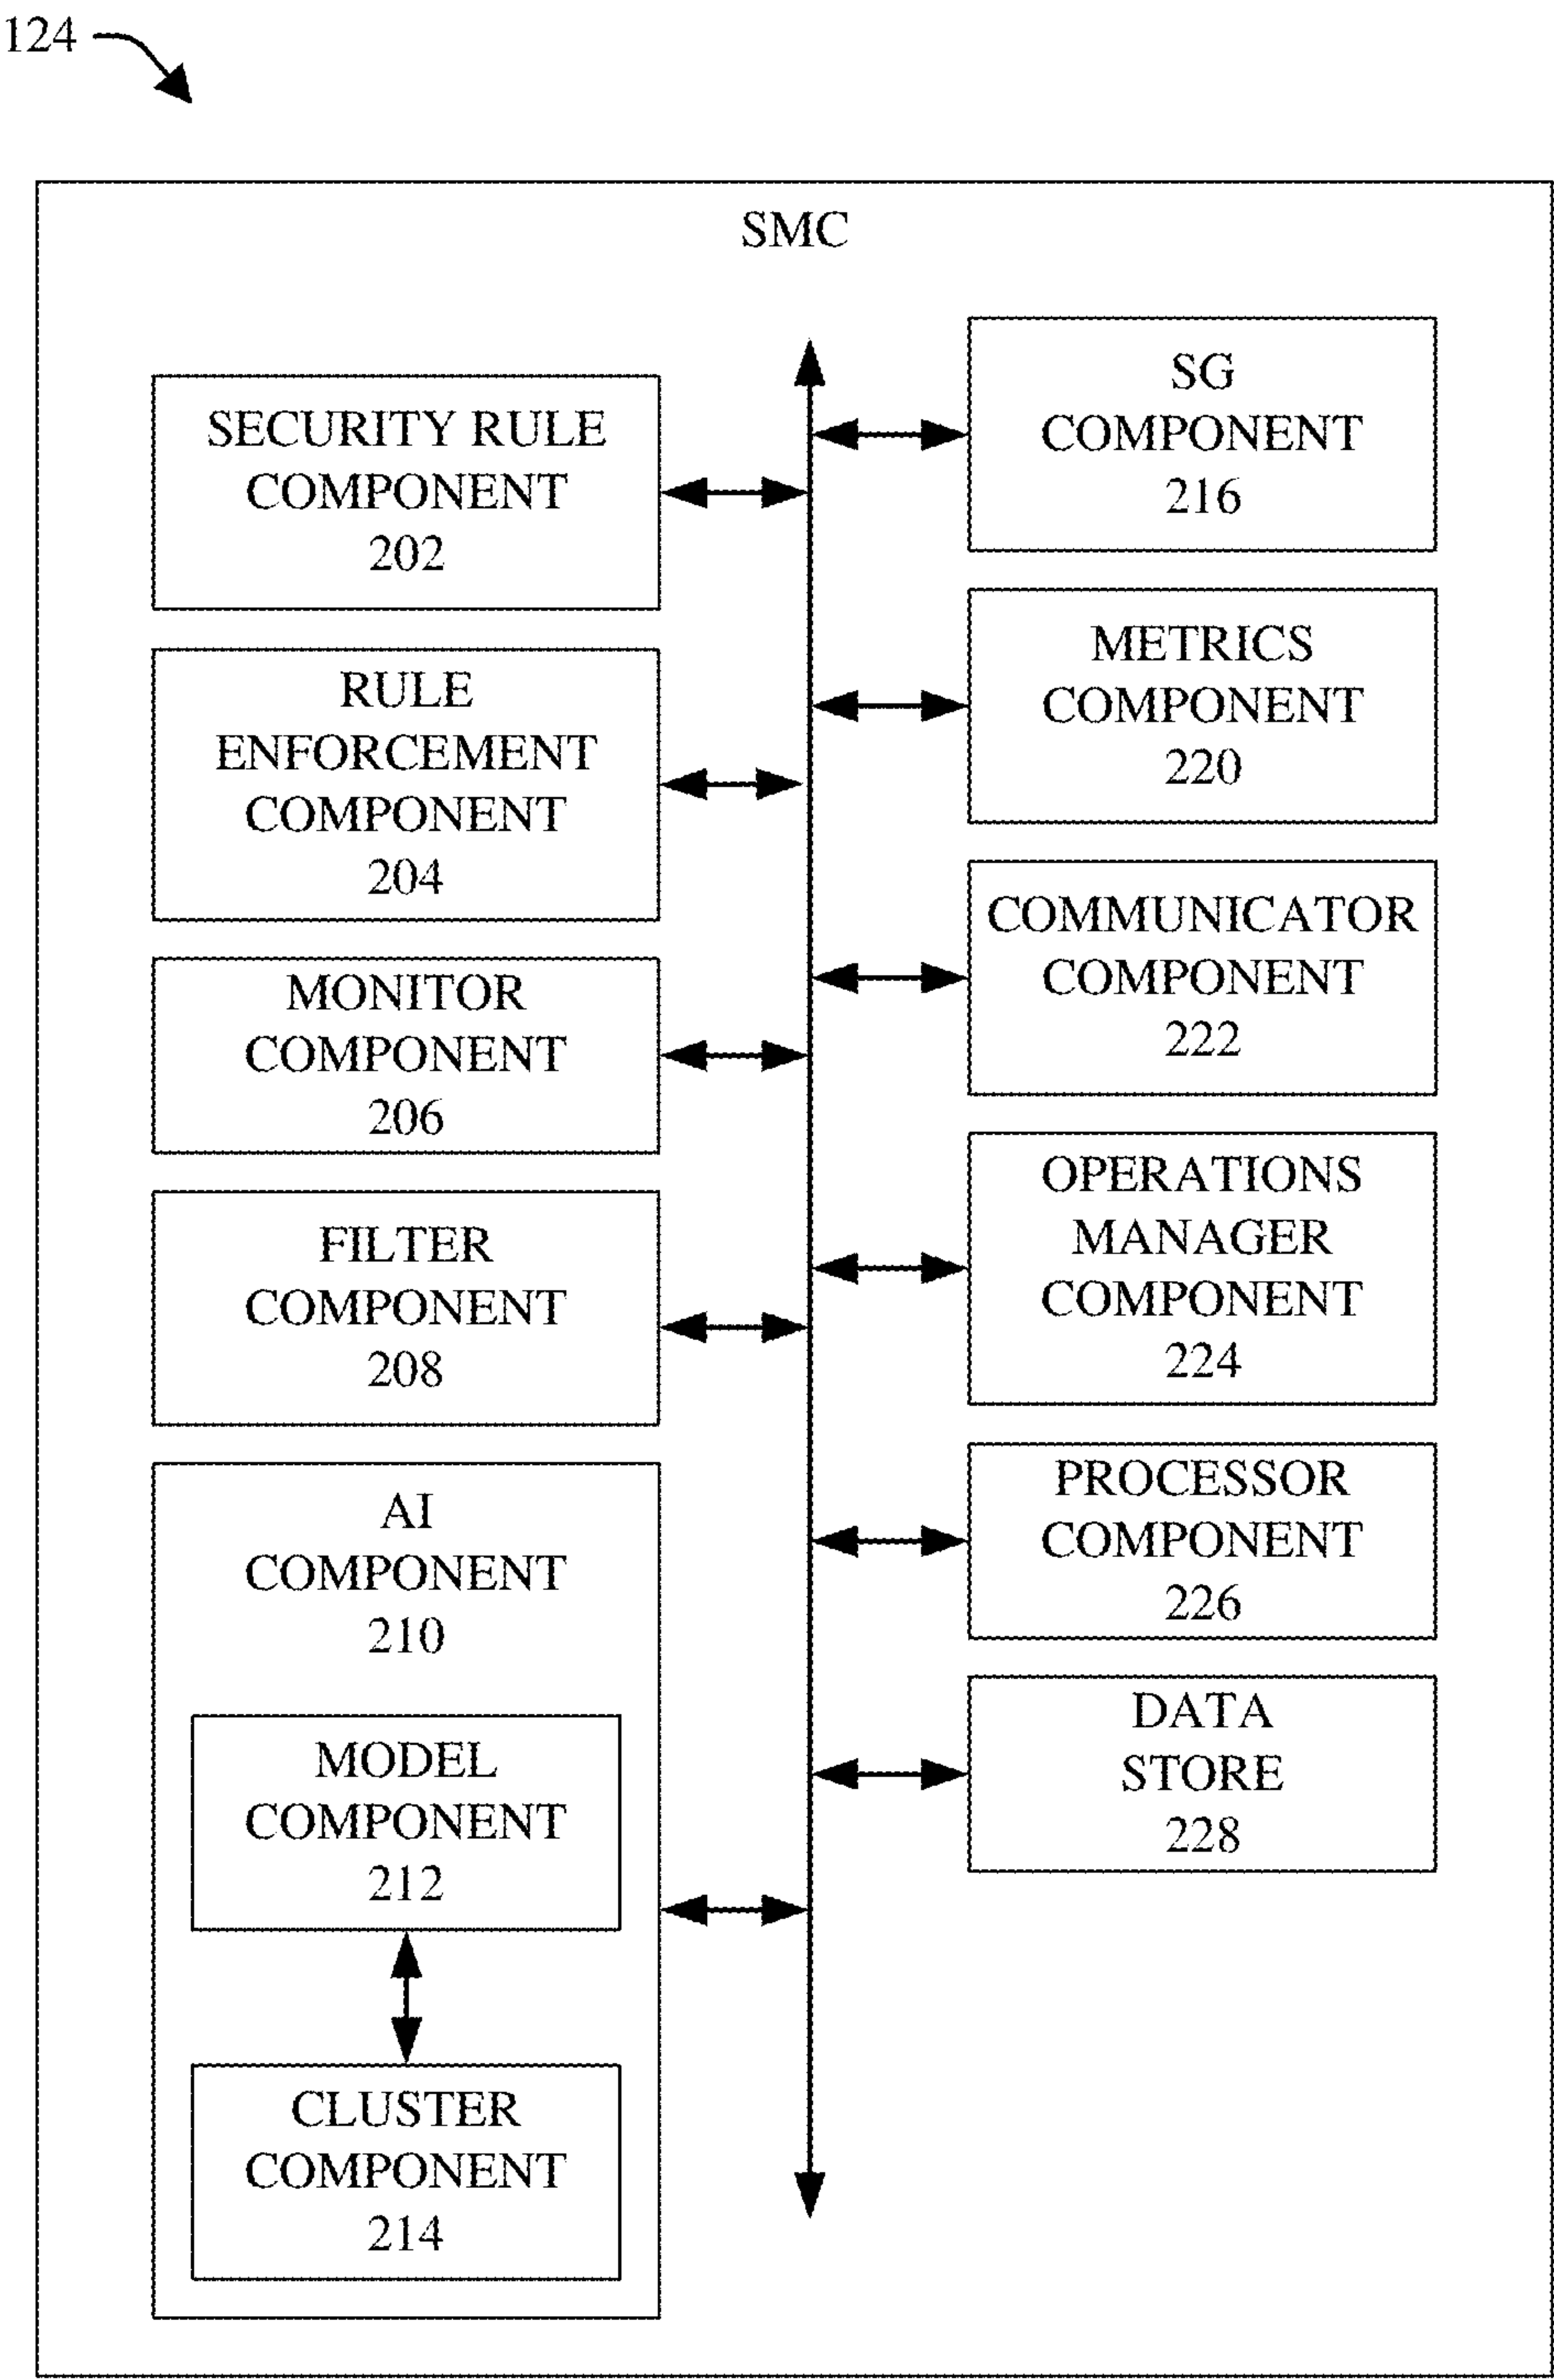 124
SMC
SECURITY RULE
COMPONENT
202
RULE
ENFORCEMENT
COMPONENT
204
MONITOR
COMPONENT
206
FILTER
COMPONENT
208
AI
COMPONENT
210
MODEL
COMPONENT
212
CLUSTER
COMPONENT
214
SG
COMPONENT
216
METRICS
COMPONENT
220
COMMUNICATOR
COMPONENT
222
OPERATIONS
MANAGER
COMPONENT
224
PROCESSOR
COMPONENT
226
DATA
STORE
228